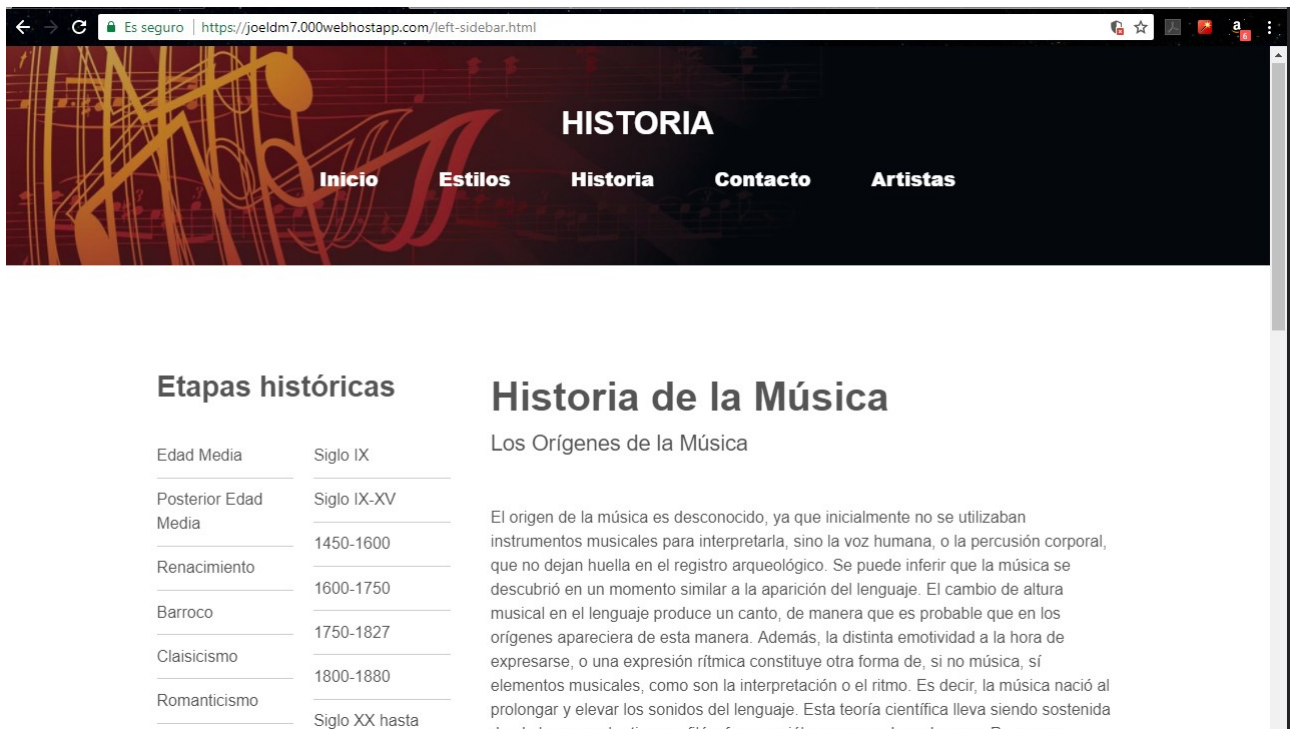 Es seguro | https://joeldm7.000webhostapp.com/left-sidebar.html
HISTORIA
Inicio Estilos Historia Contacto Artistas
Etapas históricas
Edad Media
Posterior Edad
Media
Renacimiento
Barroco
Claisicismo
Romanticismo
Siglo IX
Siglo IX-XV
1450-1600
1600-1750
1750-1827
1800-1880
Siglo XX hasta
Historia de la Música
Los Orígenes de la Música
El origen de la música es desconocido, ya que inicialmente no se utilizaban
instrumentos musicales para interpretarla, sino la voz humana, o la percusión corporal,
que no dejan huella en el registro arqueológico. Se puede inferir que la música se
descubrió en un momento similar a la aparición del lenguaje. El cambio de altura
musical en el lenguaje produce un canto, de manera que es probable que en los
orígenes apareciera de esta manera. Además, la distinta emotividad a la hora de
expresarse, o una expresión rítmica constituye otra forma de, si no música, sí
elementos musicales, como son la interpretación o el ritmo. Es decir, la música nació al
prolongar y elevar los sonidos del lenguaje. Esta teoría científica lleva siendo sostenida